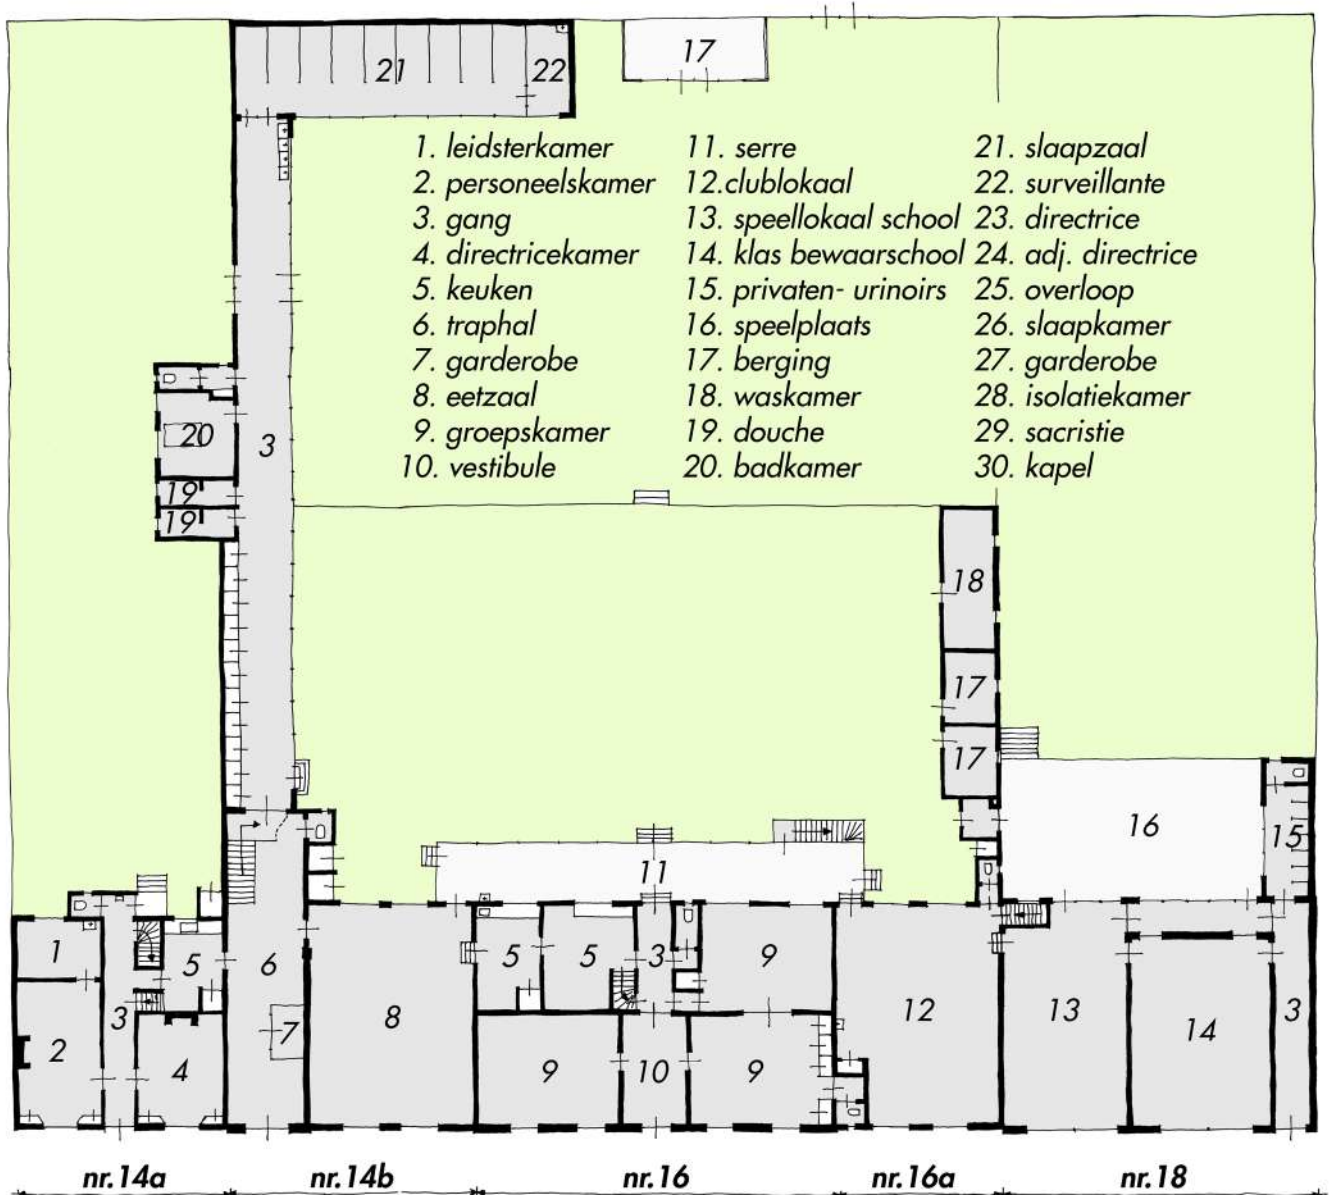 17
21
22
1. leidsterkamer
2. personeelskamer
3. gang
4. directricekamer
5. keuken
6. traphal
7. garderobe
8. eetzaal
9. groepskamer
10. vestibule
11. serre
12.clublokaal
13. speellokaal school
14. klas bewaarschool
15. privaten- urinoirs
16. speelplaats
17. berging
18. waskamer
19. douche
20. badkamer
21. slaapzaal
22. surveillante
23. directrice
24. adj. directrice
25. overloop
26. slaapkamer
27. garderobe
28. isolatiekamer
29. sacristie
30. kapel
20
3
19
19
18
17
17
16
15
11
1
5
6
5
5
3
9
2
3
4
7
8
9
10
9
12
13
14
3
nr.14a nr.14b nr.16 nr.16a nr.18